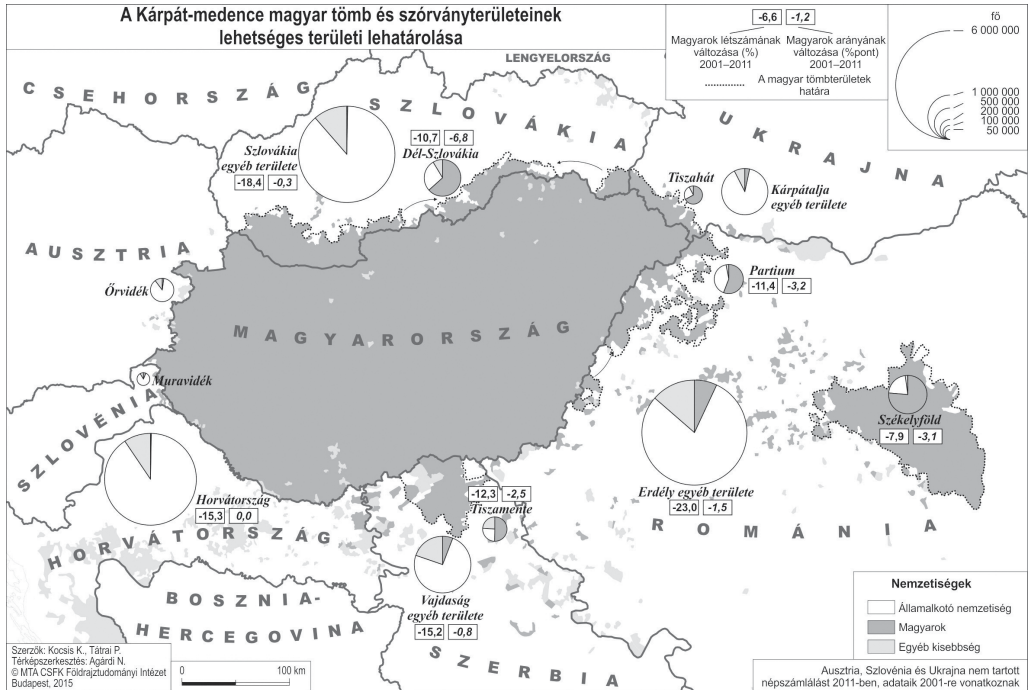 A Kárpát-medence magyar tömb és szórványterületeinek
lehetséges területi lehatárolása
-6,6 -1,2
Magyarok létszámának
változása (%)
2001–2011
Magyarok arányának
változása (%pont)
2001–2011
A magyar tömbterületek
határa
fő
6 000 000
1 000 000
500 000
200 000
100 000
50 000
LENGYELORSZÁG
CSEHORSZÁG
SZLOVÁKIA
UKRAJNA
Szlovákia
egyéb területe
-18,4 -0,3
-10,7 -6,8
Dél-Szlovákia
Tiszahát
Kárpátalja
egyéb területe
AUSZTRIA
Őrvidék
Partium
-11,4 -3,2
MAGYARORSZÁG
Muravidék
SZLOVÉNIA
Székelyföld
-7,9 -3,1
Horvátország
-15,3 0,0
-12,3 -2,5
Tiszamente
Erdély egyéb területe
-23,0 -1,5
ROMÁNIA
HORVÁTORSZÁG
Vajdaság
egyéb területe
-15,2 -0,8
BOSZNIA-
HERCEGOVINA
SZERBIA
Nemzetiségek
Államalkotó nemzetiség
Magyarok
Egyéb kisebbség
Szerzők: Kocsis K., Tátrai P.
Térképszerkesztés: Agárdi N.
© MTA CSFK Földrajztudományi Intézet
Budapest, 2015
0 100 km
Ausztria, Szlovénia és Ukrajna nem tartott
népszámlálást 2011-ben, adataik 2001-re vonatkoznak